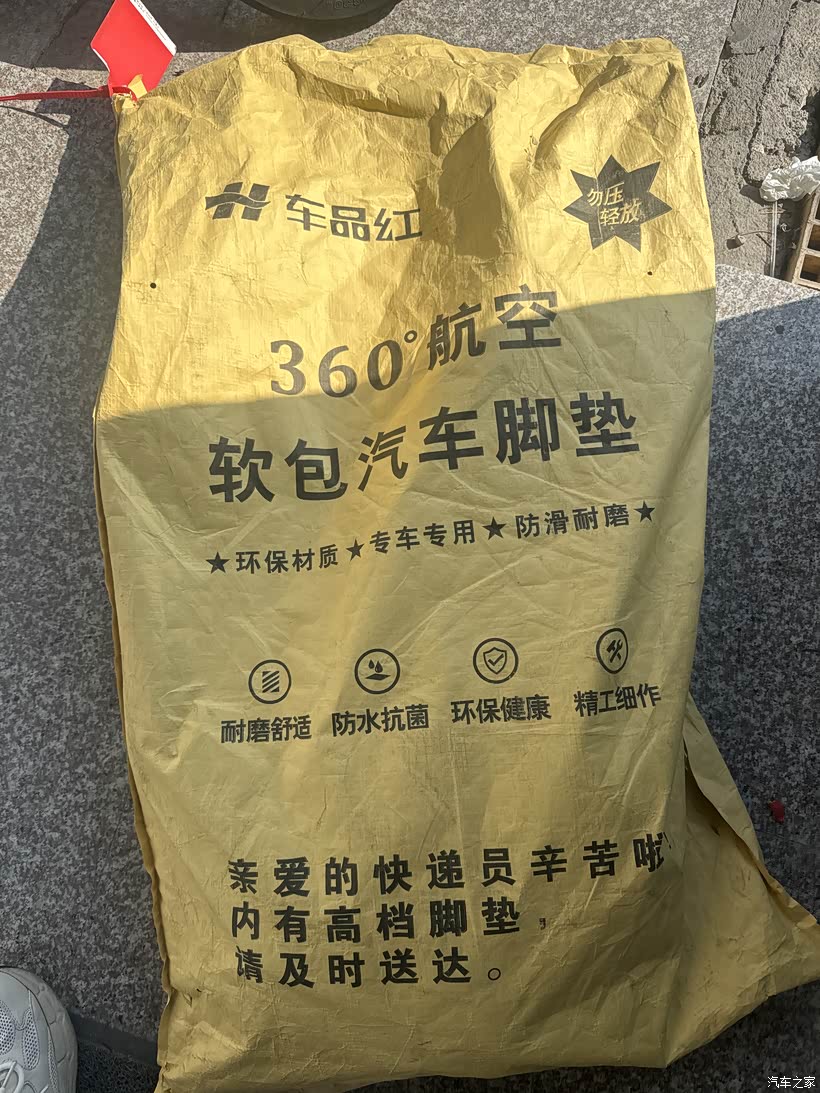 车品红
勿压
轻放
360°航空
软包汽车脚垫
★环保材质★专车专用★防滑耐磨★
耐磨舒适 防水抗菌 环保健康 精工细作
亲爱的快递员辛苦啦!
内有高档脚垫，
请及时送达。
汽车之家